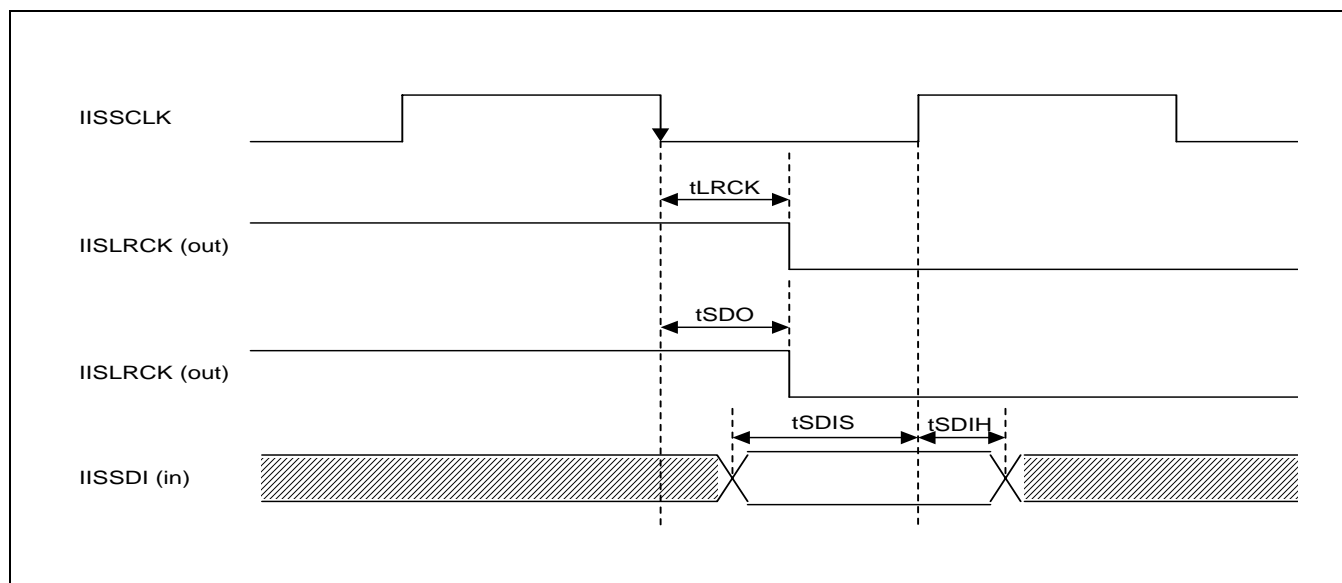 IISSCLK
tLRCK
IISLRCK (out)
tSDO
IISLRCK (out)
tSDIS
tSDIH
IISSDI (in)